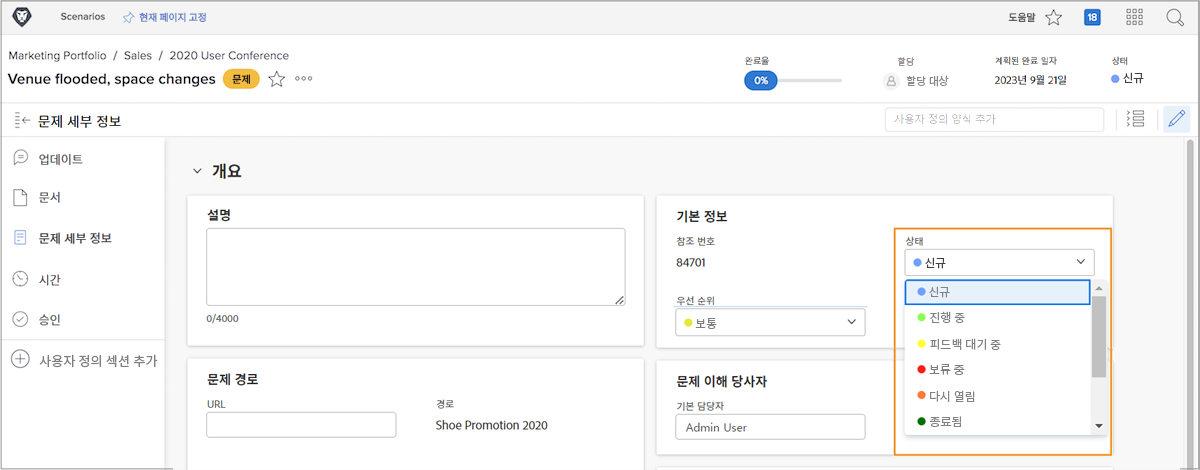 Scenarios 현재 페이지 고정 도움말 18
Marketing Portfolio / Sales / 2020 User Conference
Venue flooded, space changes 문제
완료율
0%
할당
할당 대상
계획된 완료 일자
2023년 9월 21일
상태
신규
문제 세부 정보
사용자 정의 양식 추가
업데이트
문서
문제 세부 정보
시간
승인
사용자 정의 섹션 추가
개요
설명
0/4000
기본 정보
참조 번호
84701
우선 순위
보통
상태
신규
신규
진행 중
피드백 대기 중
보류 중
다시 열림
종료됨
문제 경로
URL
경로
Shoe Promotion 2020
문제 이해 당사자
기본 담당자
Admin User